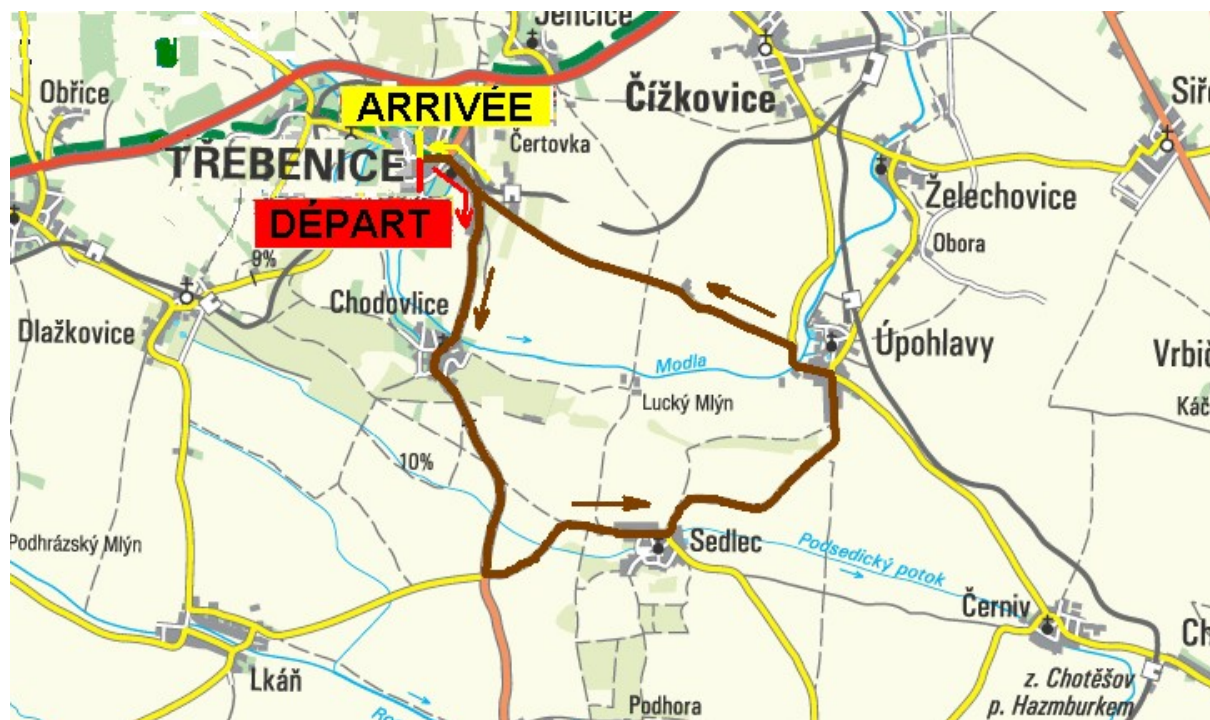 Jenčice
Obřice
ARRIVÉE
Čížkovice
Siř
TŘEBENICE
Čertovka
Želechovice
DÉPART
Obora
9%
Chodovlice
Dlažkovice
Úpohlavy
Modla
Vrbič
Lucký Mlýn
Káč
10%
Podhrázský Mlýn
Sedlec
Podsedický potok
Černiv
Ch
Lkáň
z. Chotěšov
p. Hazmburkem
Podhora